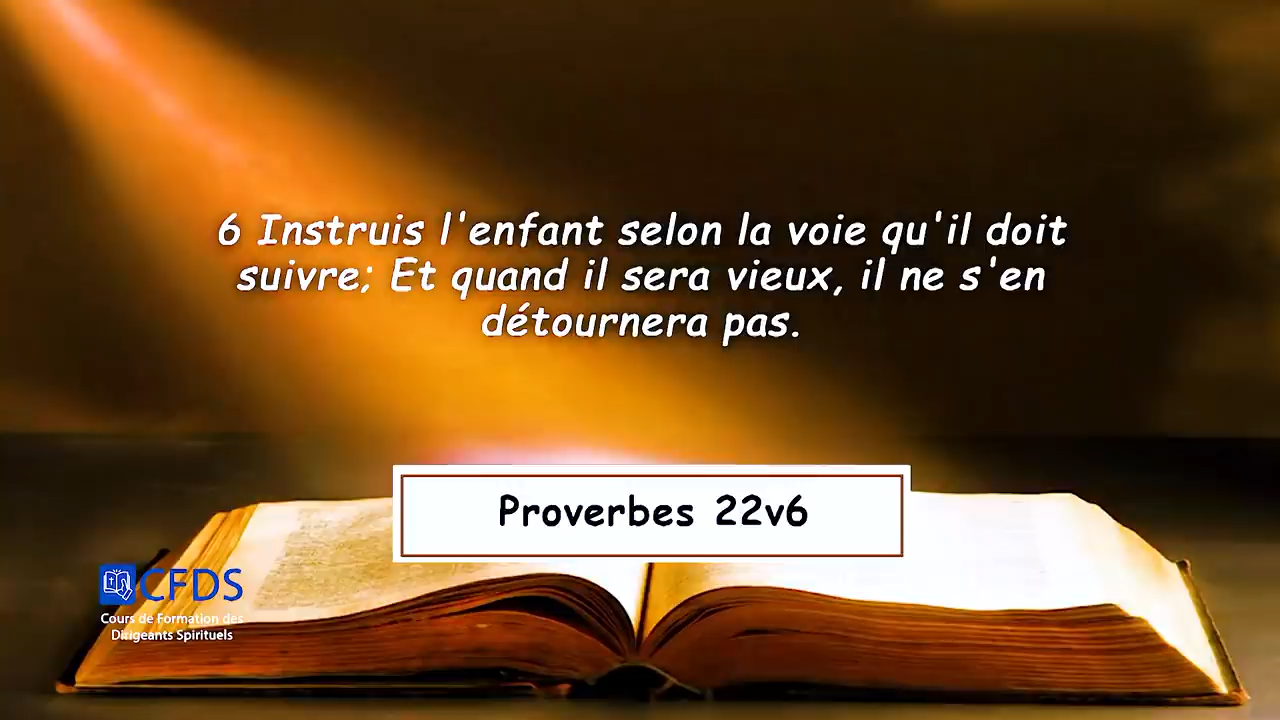 6 Instruis l'enfant selon la voie qu'il doit
suivre; Et quand il sera vieux, il ne s'en
détournera pas.
Proverbes 22v6
CFDS
Cours de Formation des
Dirigeants Spirituels